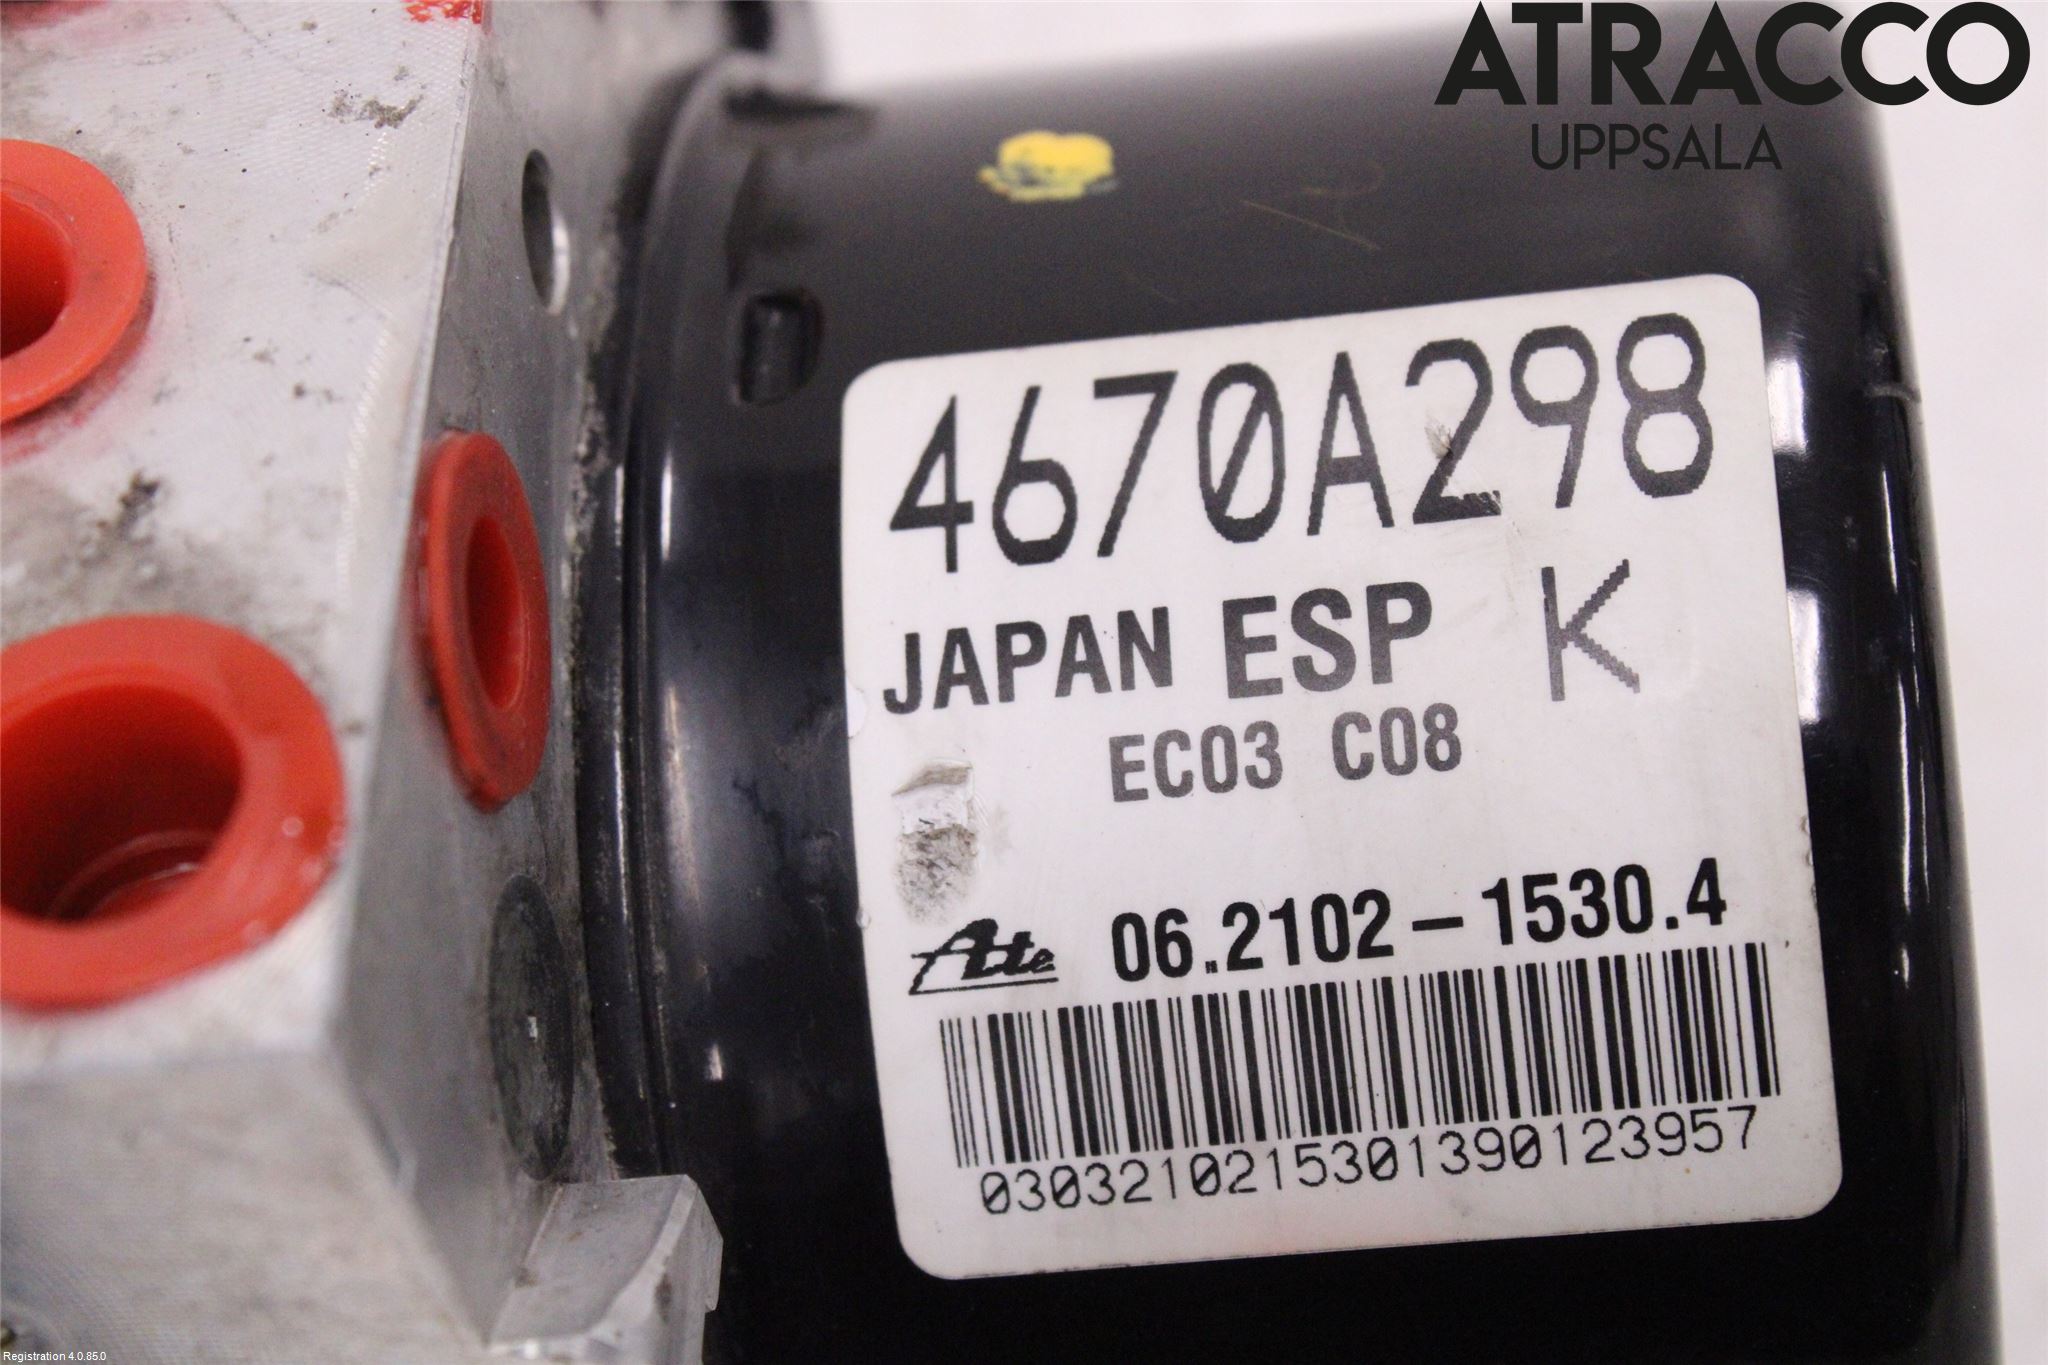 ATRACCO
UPPSALA
4670A298
JAPAN ESP K
EC03 C08
Ate 06.2102-1530.4
0303210215301390123957
Registration 4.0.85.0